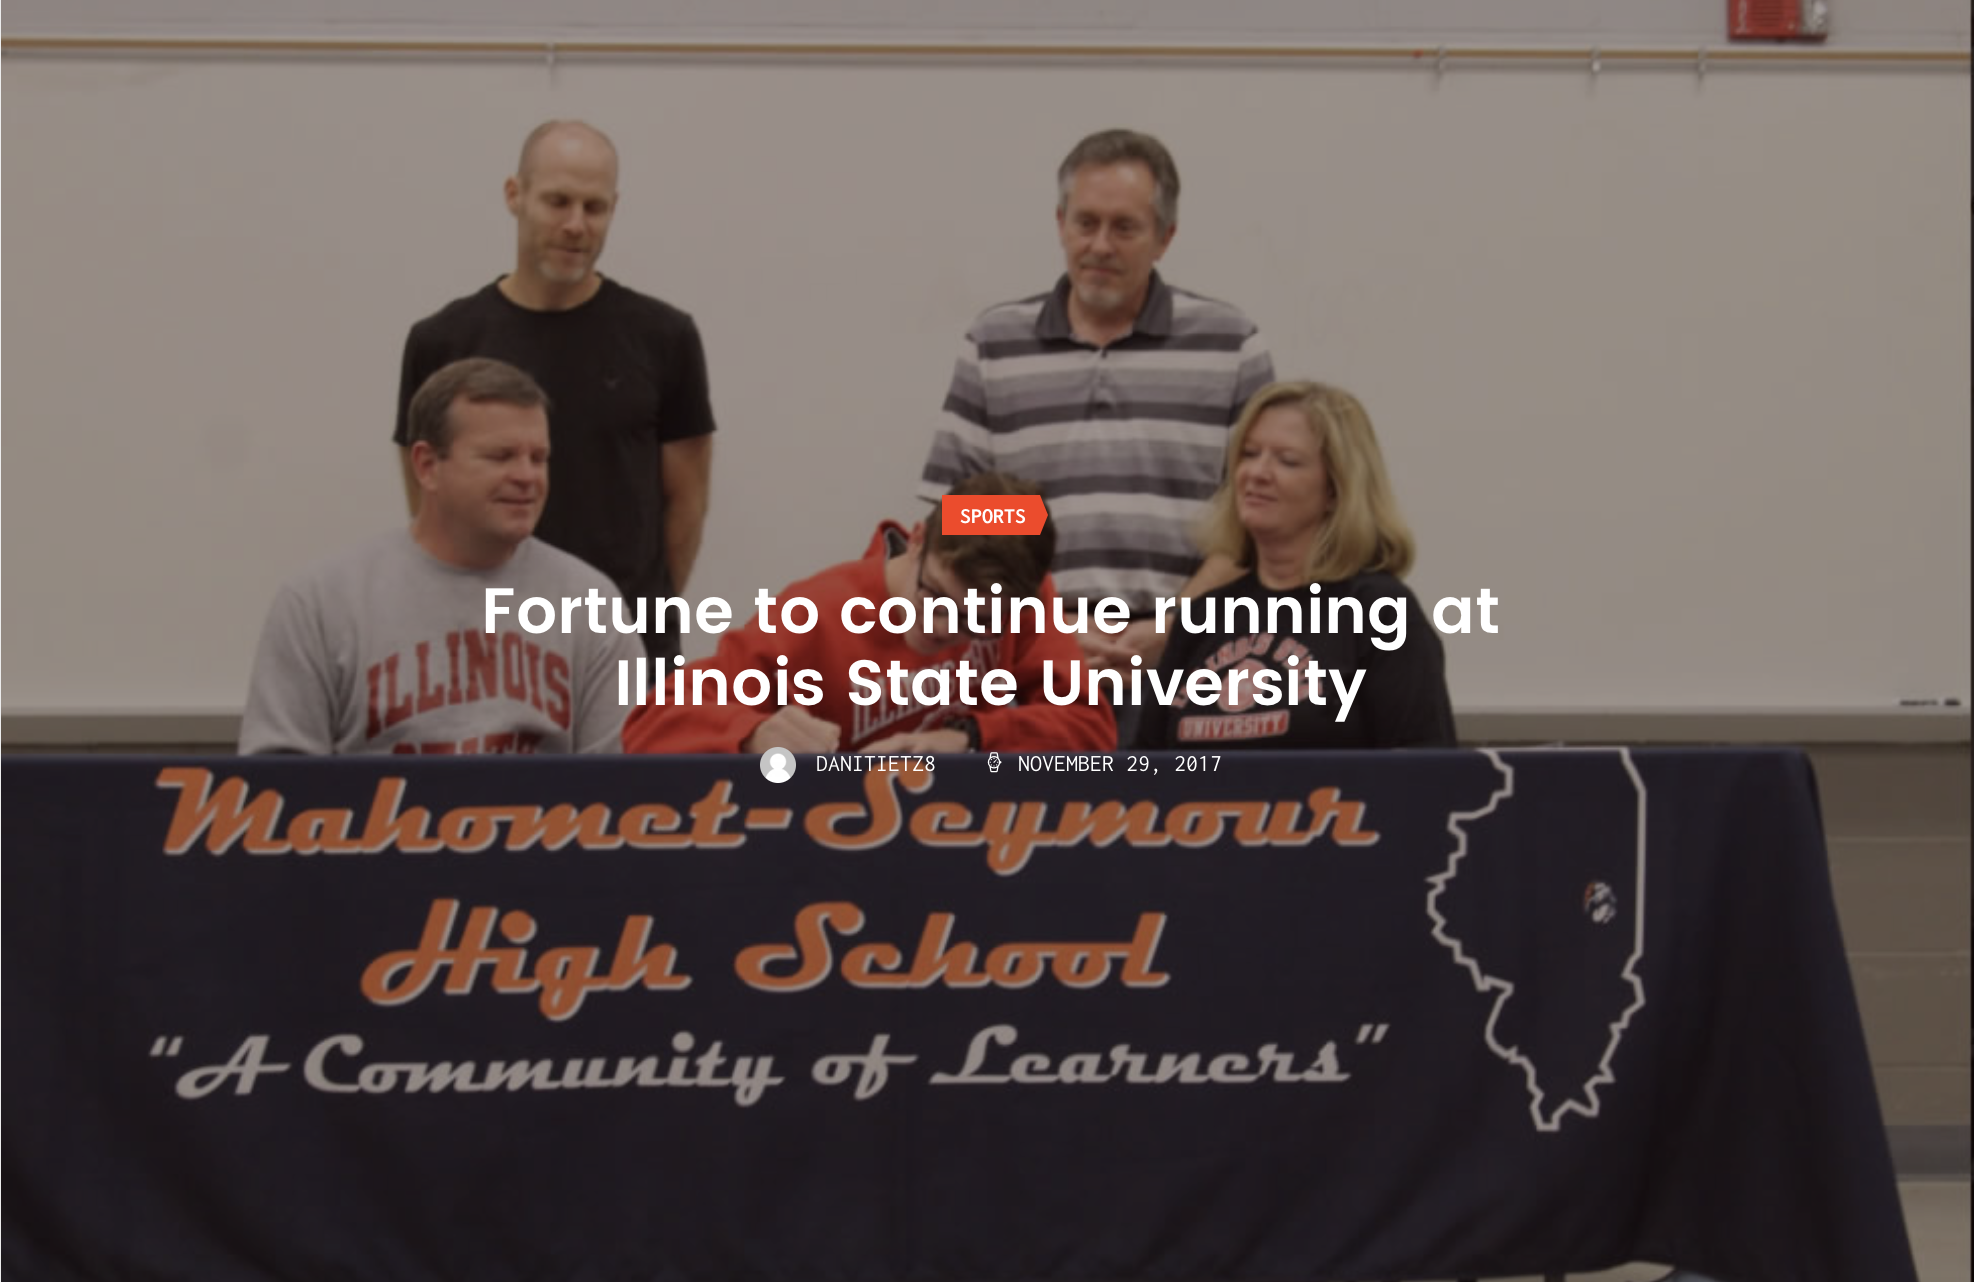 SPORTS
Fortune to continue running at
Illinois State University
DANITIETZ8 NOVEMBER 29, 2017
ILLINOIS
STATE
UNIVERSITY
Mahomet-Seymour
High School
"A Community of Learners"